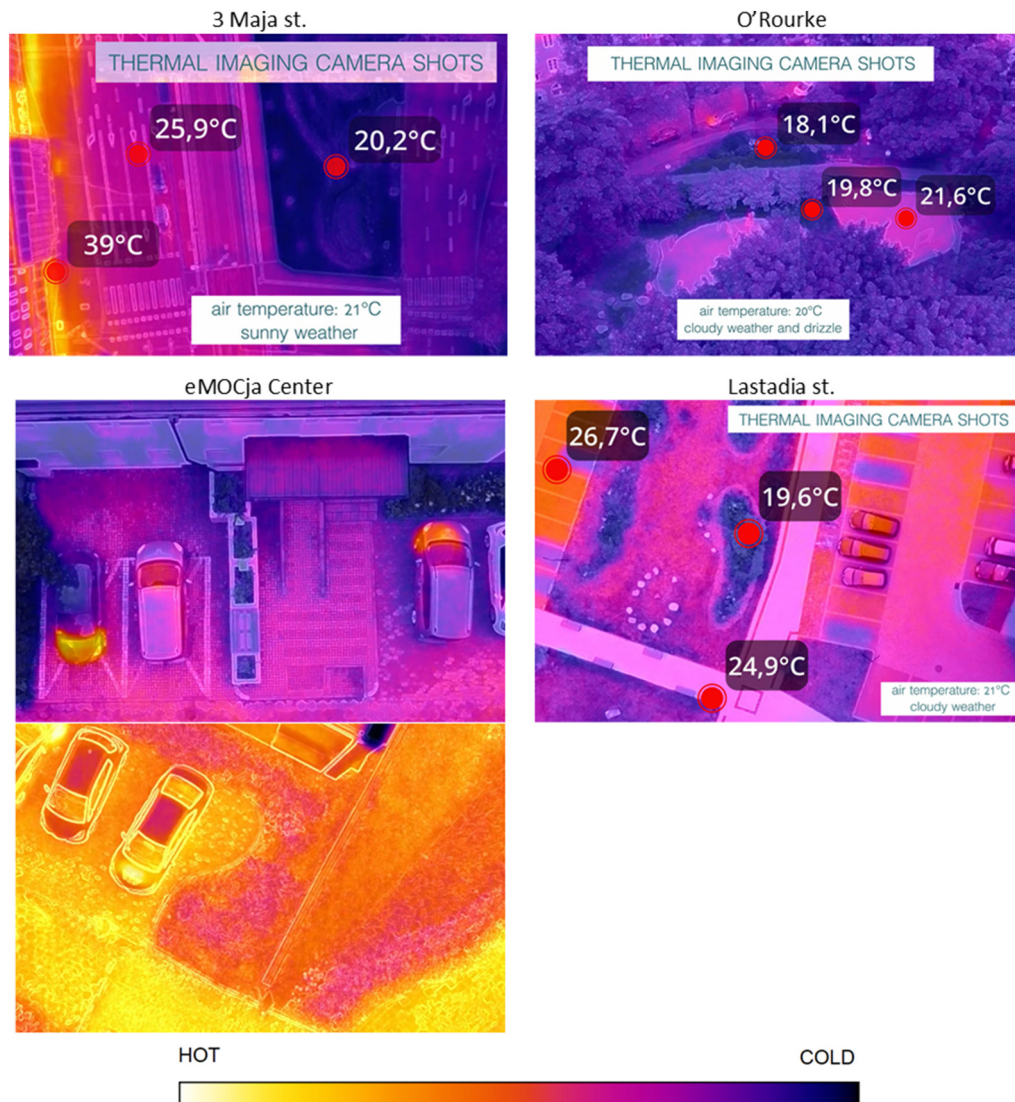 3 Maja st.
THERMAL IMAGING CAMERA SHOTS
25,9°C
20,2°C
39°C
air temperature: 21°C
sunny weather
O'Rourke
THERMAL IMAGING CAMERA SHOTS
18,1°C
19,8°C
21,6°C
air temperature: 20°C
cloudy weather and drizzle
eMOCja Center
Lastadia st.
THERMAL IMAGING CAMERA SHOTS
26,7°C
19,6°C
24,9°C
air temperature: 21°C
cloudy weather
HOT
COLD